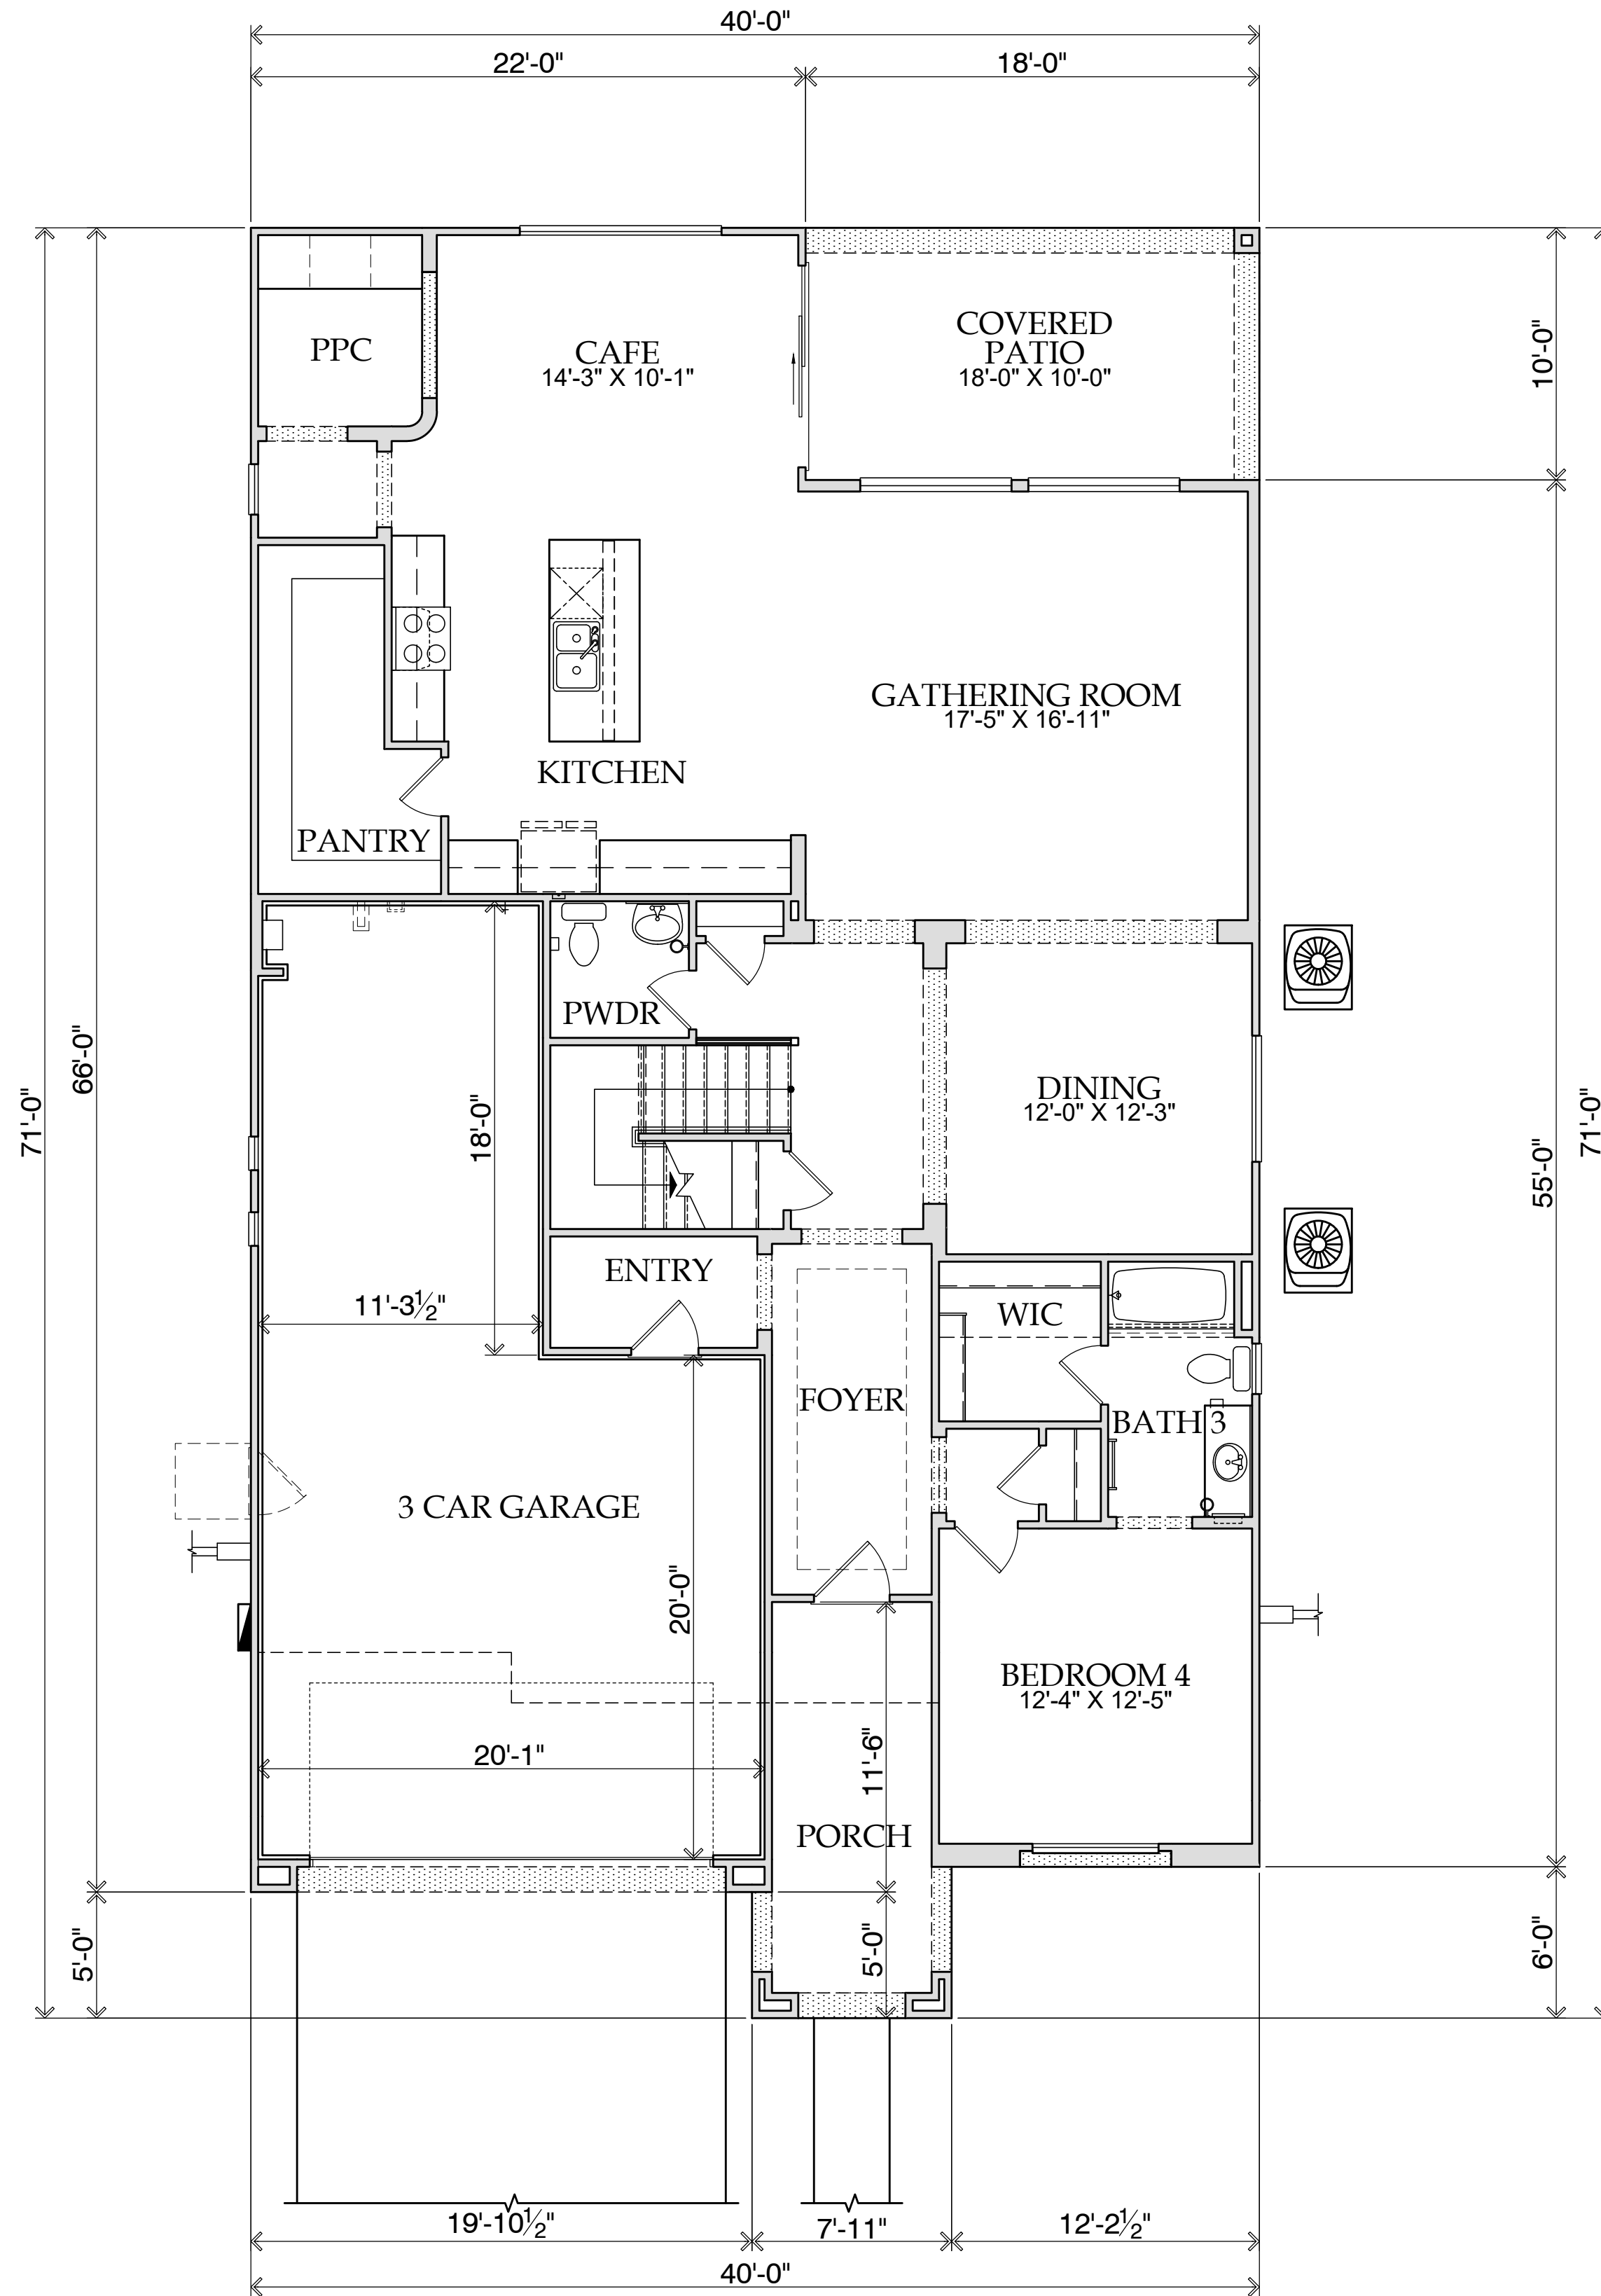 40'-0"
22'-0"
18'-0"
PPC
CAFE
14'-3" X 10'-1"
COVERED
PATIO
18'-0" X 10'-0"
10'-0"
GATHERING ROOM
17'-5" X 16'-11"
KITCHEN
PANTRY
PWDR
71'-0"
66'-0"
18'-0"
DINING
12'-0" X 12'-3"
55'-0"
71'-0"
ENTRY
11'-3½"
WIC
FOYER
BATH 3
3 CAR GARAGE
20'-0"
BEDROOM 4
12'-4" X 12'-5"
20'-1"
11'-6"
PORCH
5'-0"
5'-0"
6'-0"
19'-10½"
7'-11"
12'-2½"
40'-0"